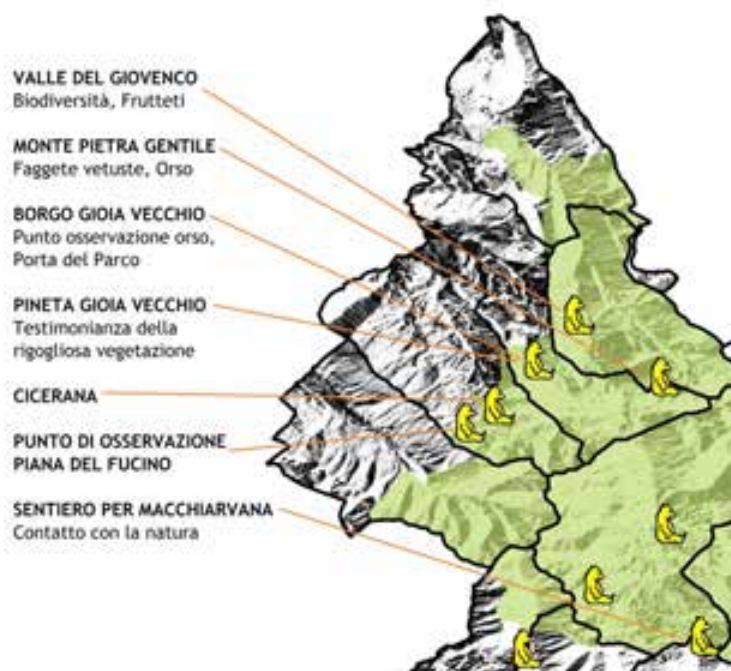 VALLE DEL GIOVENCO
Biodiversità, Frutteti
MONTE PIETRA GENTILE
Faggete vetuste, Orso
BORGO GIOIA VECCHIO
Punto osservazione orso,
Porta del Parco
PINETA GIOIA VECCHIO
Testimonianza della
rigogliosa vegetazione
CICERANA
PUNTO DI OSSERVAZIONE
PIANA DEL FUCINO
SENTIERO PER MACCHIARVANA
Contatto con la natura